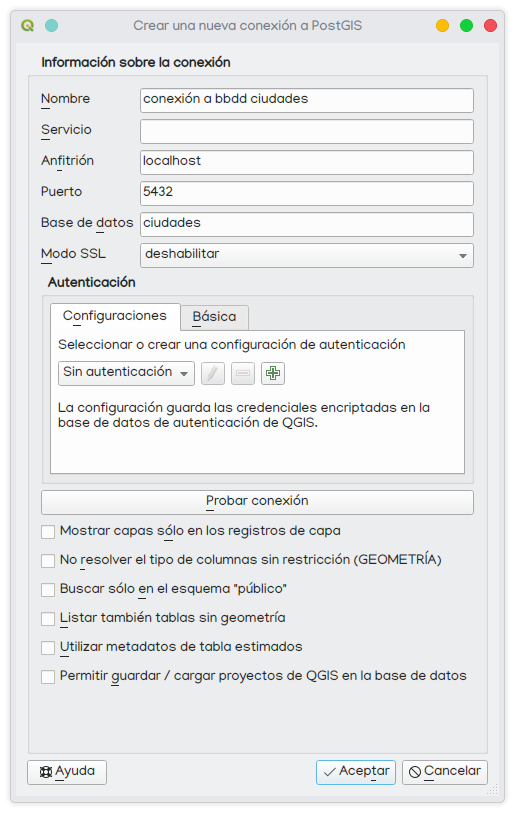 Crear una nueva conexión a PostGIS
Información sobre la conexión
Nombre conexión a bbdd ciudades
Servicio
Anfitrión localhost
Puerto 5432
Base de datos ciudades
Modo SSL deshabilitar
Autenticación
Configuraciones Básica
Seleccionar o crear una configuración de autenticación
Sin autenticación
La configuración guarda las credenciales encriptadas en la
base de datos de autenticación de QGIS.
Probar conexión
Mostrar capas sólo en los registros de capa
No resolver el tipo de columnas sin restricción (GEOMETRÍA)
Buscar sólo en el esquema "público"
Listar también tablas sin geometría
Utilizar metadatos de tabla estimados
Permitir guardar / cargar proyectos de QGIS en la base de datos
Ayuda Aceptar Cancelar